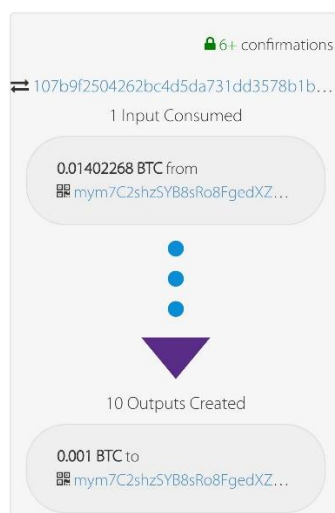 6+ confirmations
107b9f2504262bc4d5da731dd3578b1b...
1 Input Consumed
0.01402268 BTC from
mym7C2shzSYB8sRo8FgedXZ...
10 Outputs Created
0.001 BTC to
mym7C2shzSYB8sRo8FgedXZ...